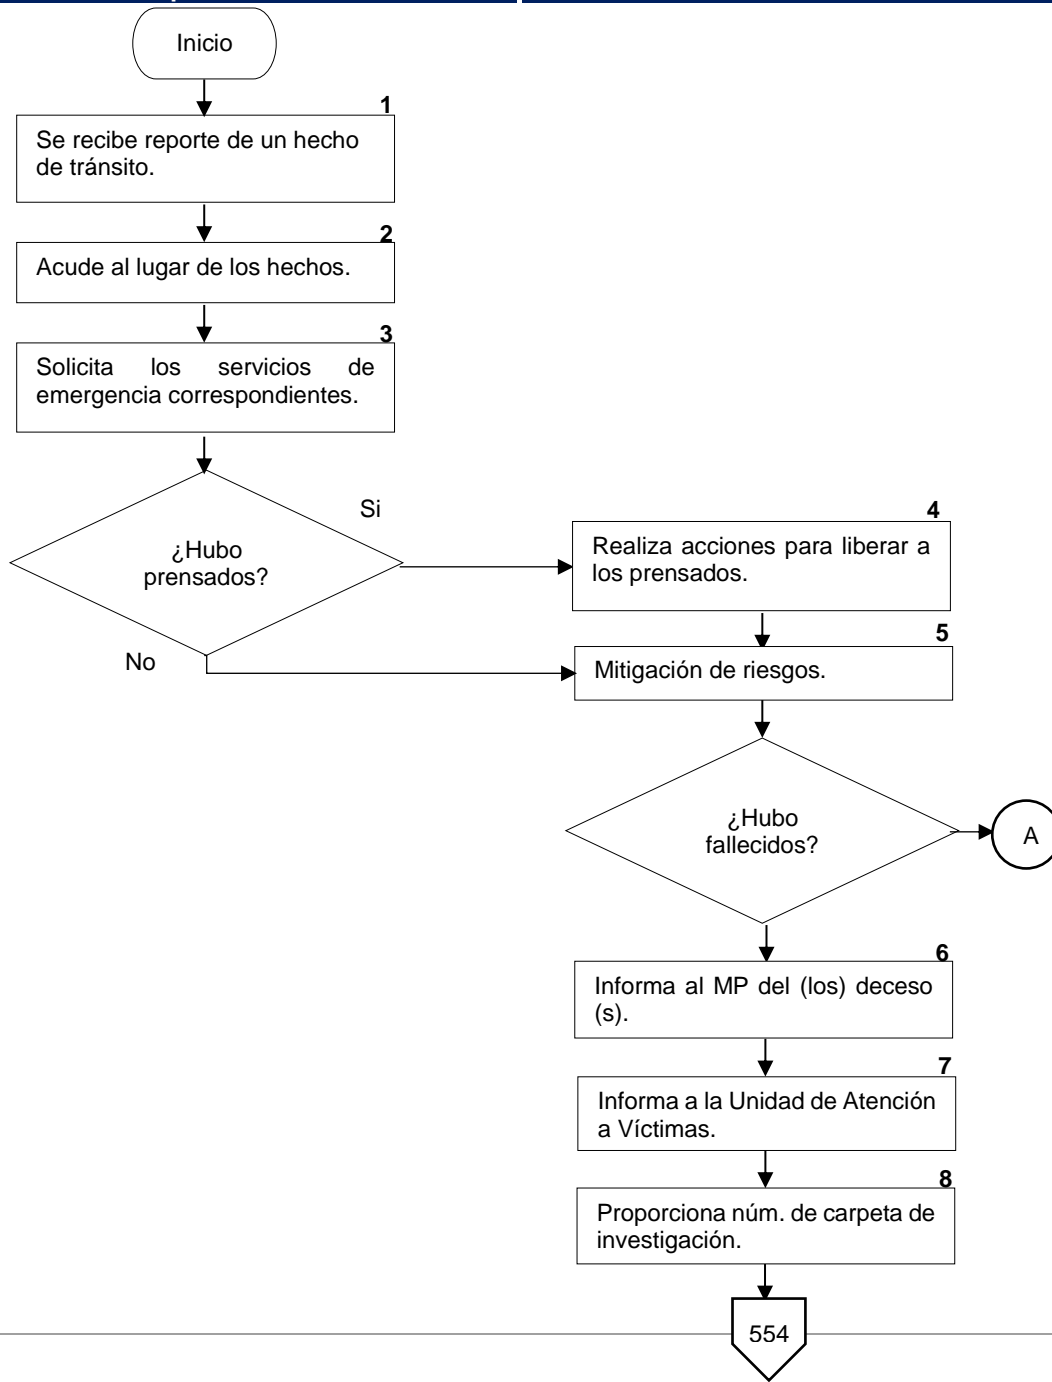 Inicio
1
Se recibe reporte de un hecho
de tránsito.
2
Acude al lugar de los hechos.
3
Solicita los servicios de
emergencia correspondientes.
¿Hubo
prensados?
Si
No
4
Realiza acciones para liberar a
los prensados.
5
Mitigación de riesgos.
¿Hubo
fallecidos?
A
6
Informa al MP del (los) deceso
(s).
7
Informa a la Unidad de Atención
a Víctimas.
8
Proporciona núm. de carpeta de
investigación.
554